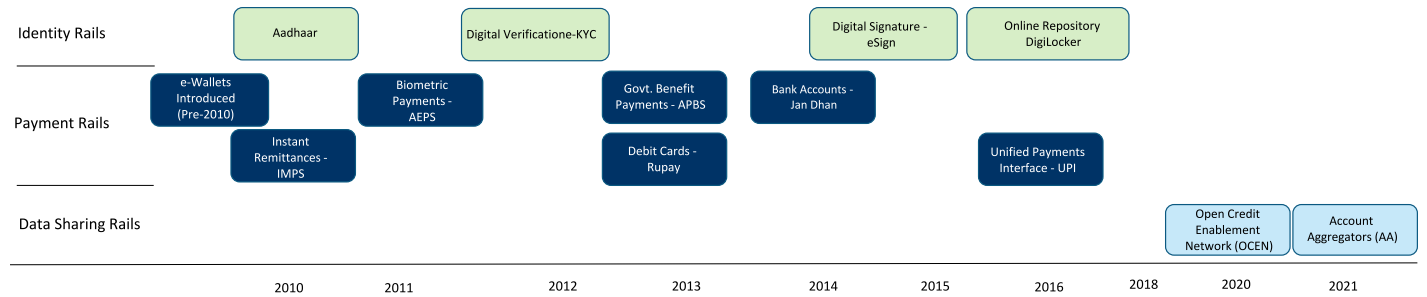 Identity Rails
Aadhaar
Digital Verificatione-KYC
Digital Signature -
eSign
Online Repository
DigiLocker
Payment Rails
e-Wallets
Introduced
(Pre-2010)
Instant
Remittances -
IMPS
Biometric
Payments -
AEPS
Govt. Benefit
Payments - APBS
Debit Cards -
Rupay
Bank Accounts -
Jan Dhan
Unified Payments
Interface - UPI
Data Sharing Rails
Open Credit
Enablement
Network (OCEN)
Account
Aggregators (AA)
2010
2011
2012
2013
2014
2015
2016
2018
2020
2021